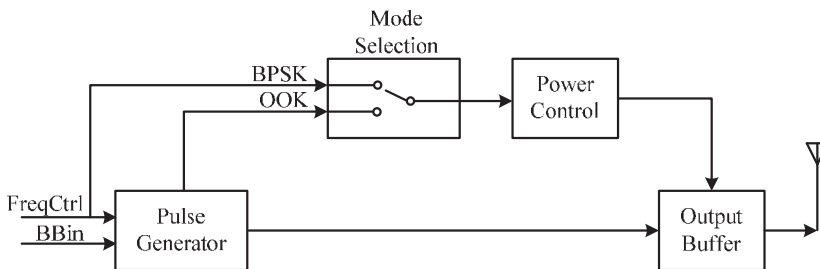 Mode
Selection
BPSK
OOK
Power
Control
FreqCtrl
BBin
Pulse
Generator
Output
Buffer